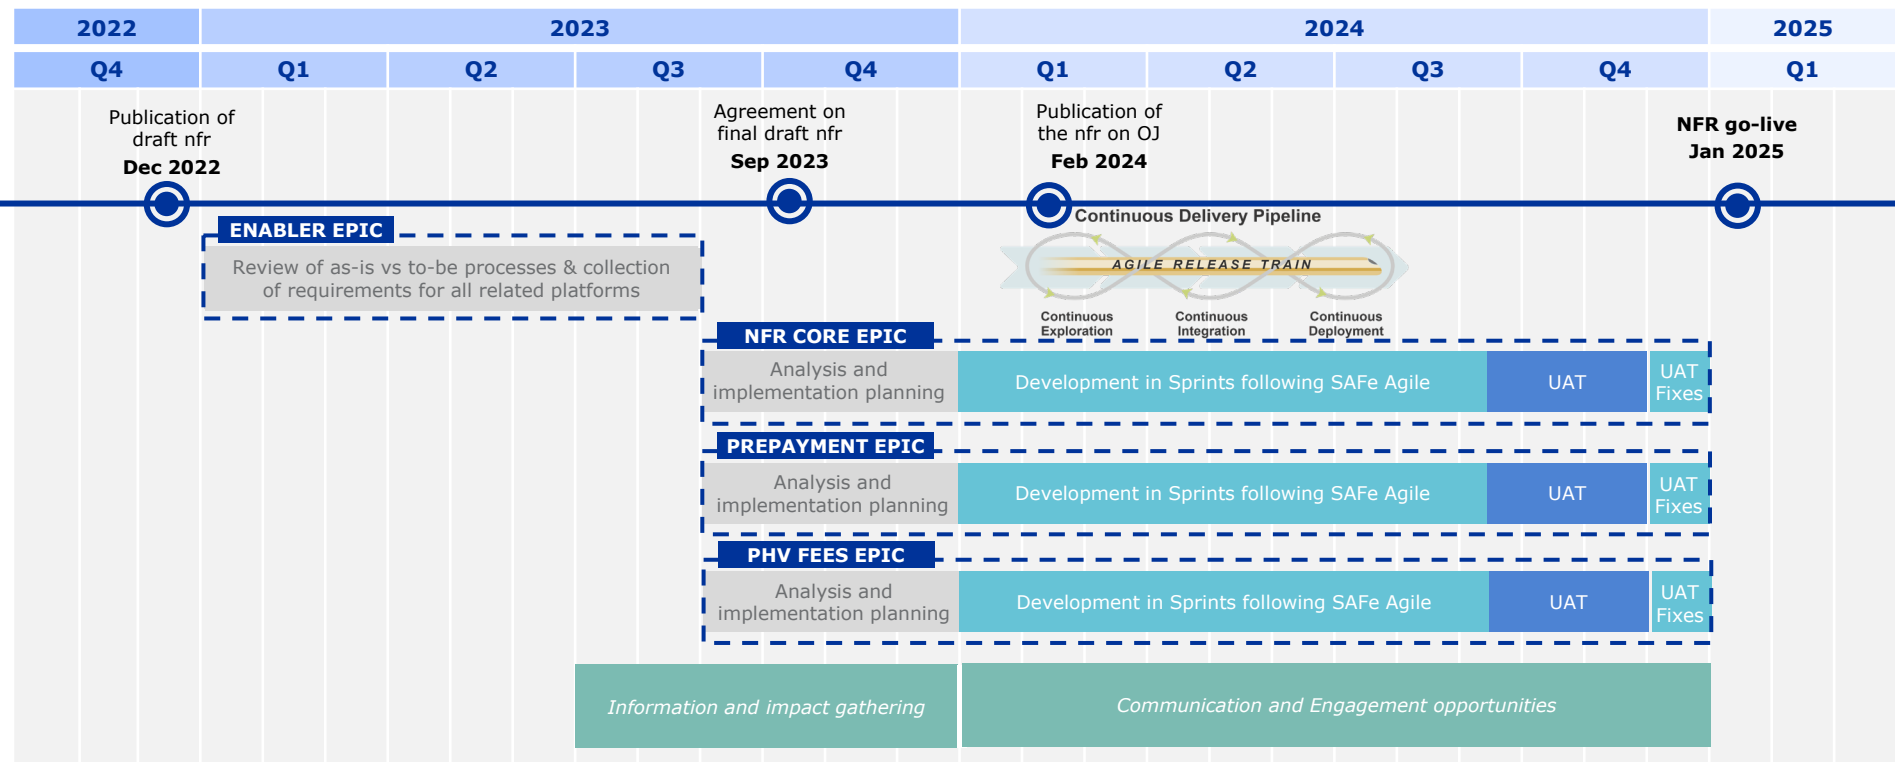 2022
2023
2024
2025
Q4
Q1
Q2
Q3
Q4
Q1
Q2
Q3
Q4
Q1
Publication of
draft nfr
Dec 2022
Agreement on
final draft nfr
Sep 2023
Publication of
the nfr on OJ
Feb 2024
NFR go-live
Jan 2025
Continuous Delivery Pipeline
AGILE RELEASE TRAIN
Continuous
Exploration
Continuous
Integration
Continuous
Deployment
ENABLER EPIC
Review of as-is vs to-be processes & collection
of requirements for all related platforms
NFR CORE EPIC
Analysis and
implementation planning
Development in Sprints following SAFe Agile
UAT
UAT
Fixes
PREPAYMENT EPIC
Analysis and
implementation planning
Development in Sprints following SAFe Agile
UAT
UAT
Fixes
PHV FEES EPIC
Analysis and
implementation planning
Development in Sprints following SAFe Agile
UAT
UAT
Fixes
Information and impact gathering
Communication and Engagement opportunities